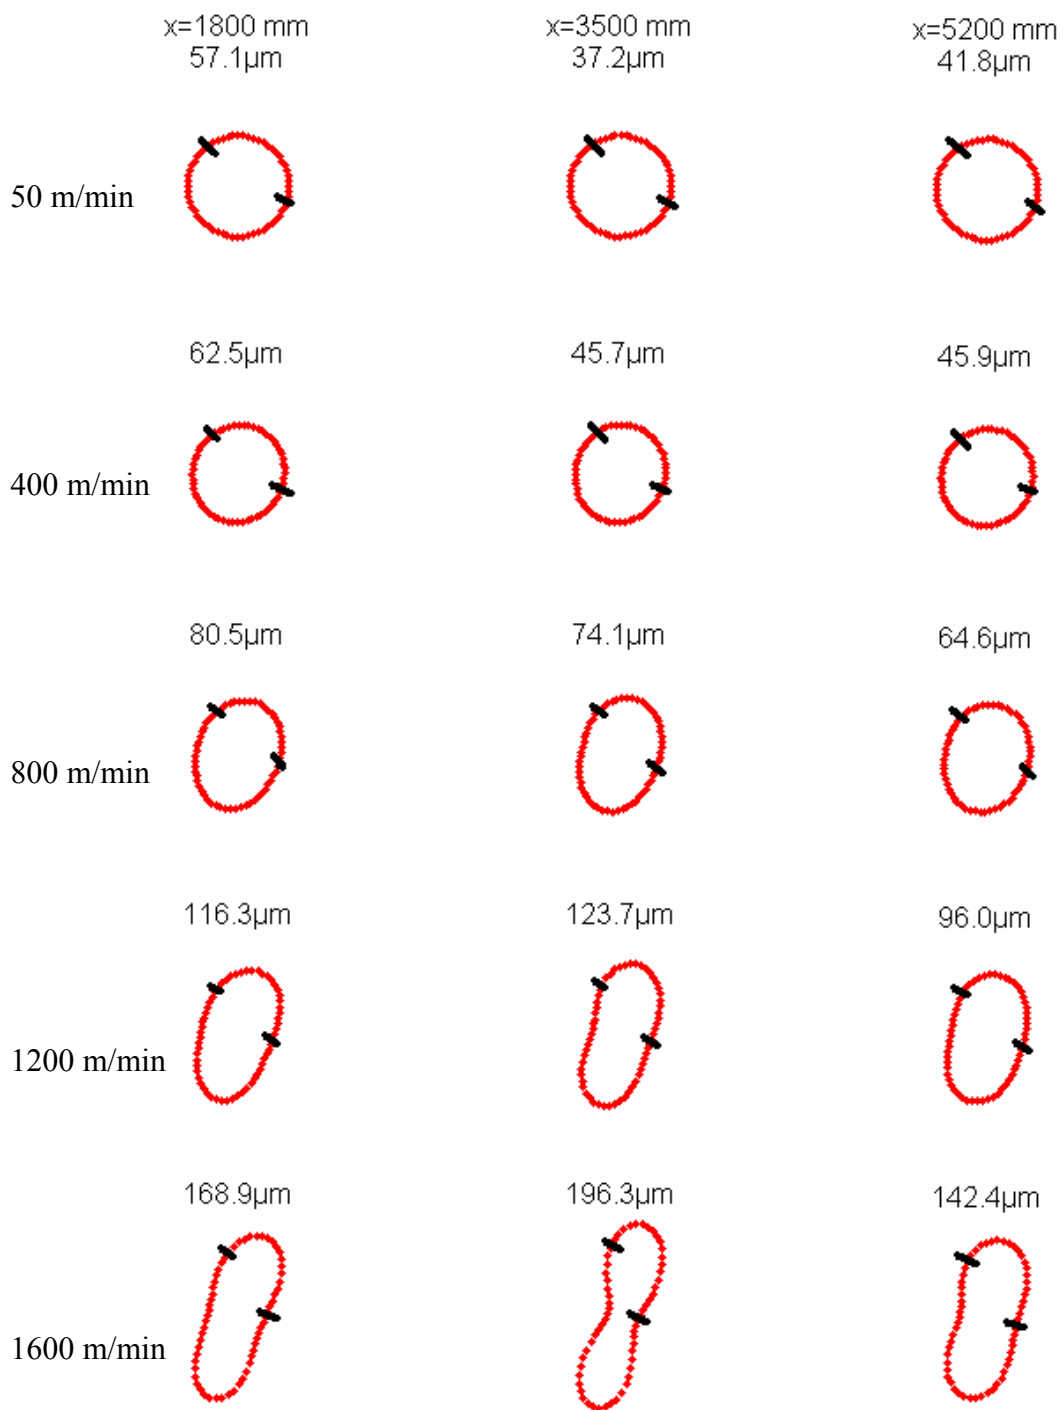 x=1800 mm x=3500 mm x=5200 mm
57.1µm 37.2µm 41.8µm
50 m/min
62.5µm 45.7µm 45.9µm
400 m/min
80.5µm 74.1µm 64.6µm
800 m/min
116.3µm 123.7µm 96.0µm
1200 m/min
168.9µm 196.3µm 142.4µm
1600 m/min